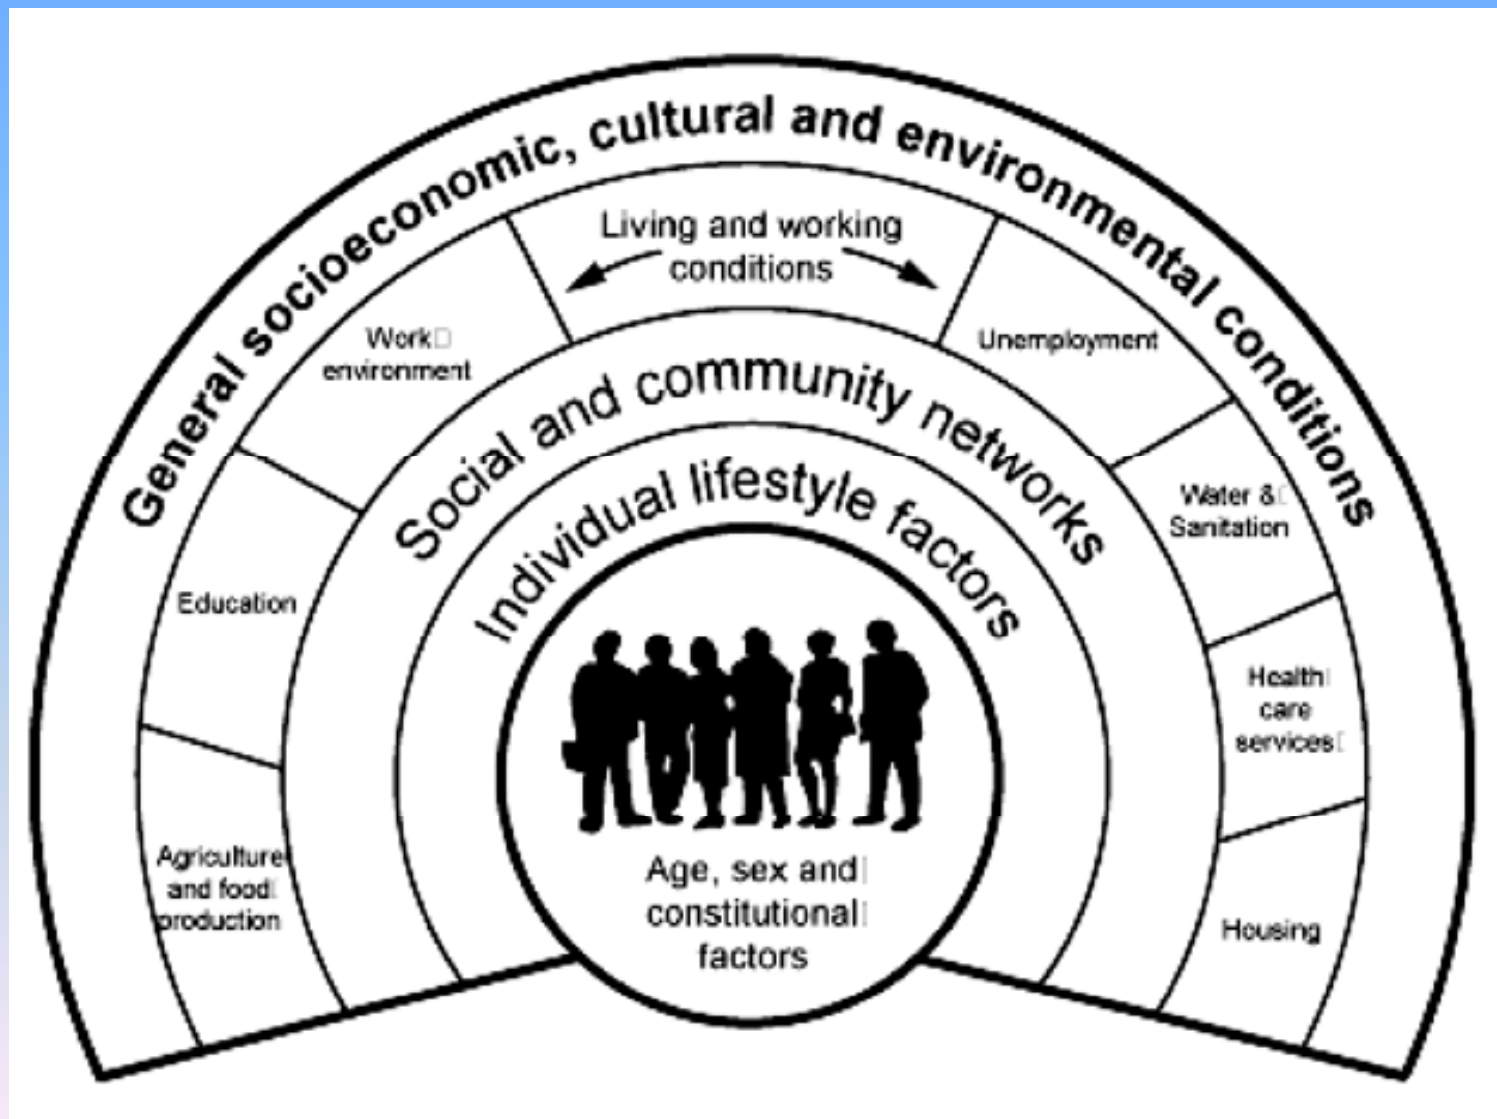 General socioeconomic, cultural and environmental conditions
Living and working
conditions
Work
environment
Unemployment
Social and community networks
Individual lifestyle factors
Water &
Sanitation
Education
Health
care
services
Agriculture
and food
production
Housing
Age, sex and
constitutional
factors